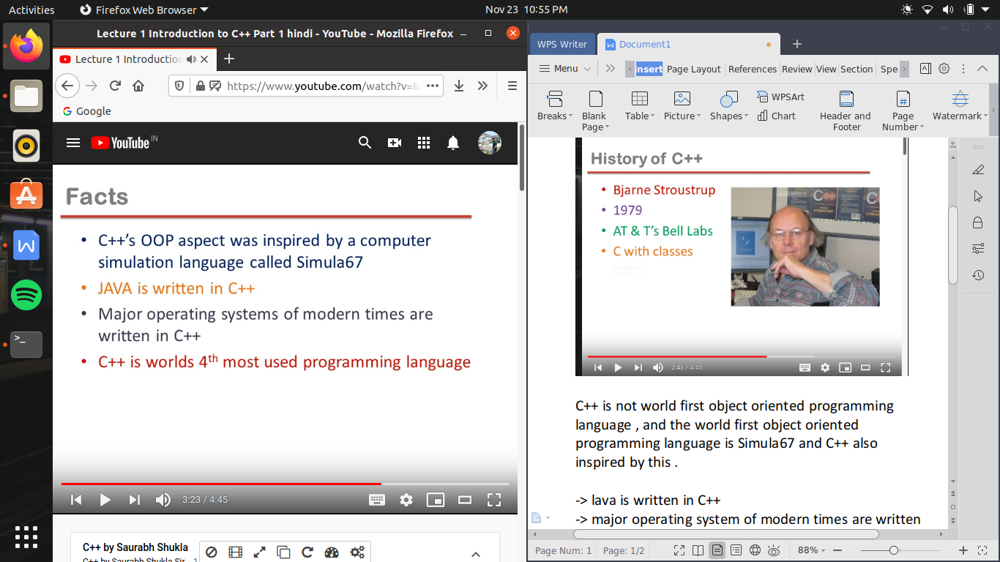 Activities
Firefox Web Browser
Nov 23 10:55 PM
Lecture 1 Introduction to C++ Part 1 hindi - YouTube - Mozilla Firefox
Lecture 1 Introduction
https://www.youtube.com/watch?v=
Google
YouTube IN
Facts
• C++'s OOP aspect was inspired by a computer
simulation language called Simula67
• JAVA is written in C++
• Major operating systems of modern times are
written in C++
• C++ is worlds 4th most used programming language
3:23 / 4:45
C++ by Saurabh Shukla
C++ by Saurabh Shukla Sir
WPS Writer
Document1
Menu
Insert Page Layout References Review View Section Spe
Breaks
Blank
Page
Table
Picture
Shapes
WPSArt
Chart
Header and
Footer
Page
Number
Watermark
History of C++
• Bjarne Stroustrup
• 1979
• AT & T's Bell Labs
• C with classes
2:45 / 4:45
C++ is not world first object oriented programming
language , and the world first object oriented
programming language is Simula67 and C++ also
inspired by this .
-> lava is written in C++
-> major operating system of modern times are written
Page Num: 1
Page: 1/2
88%